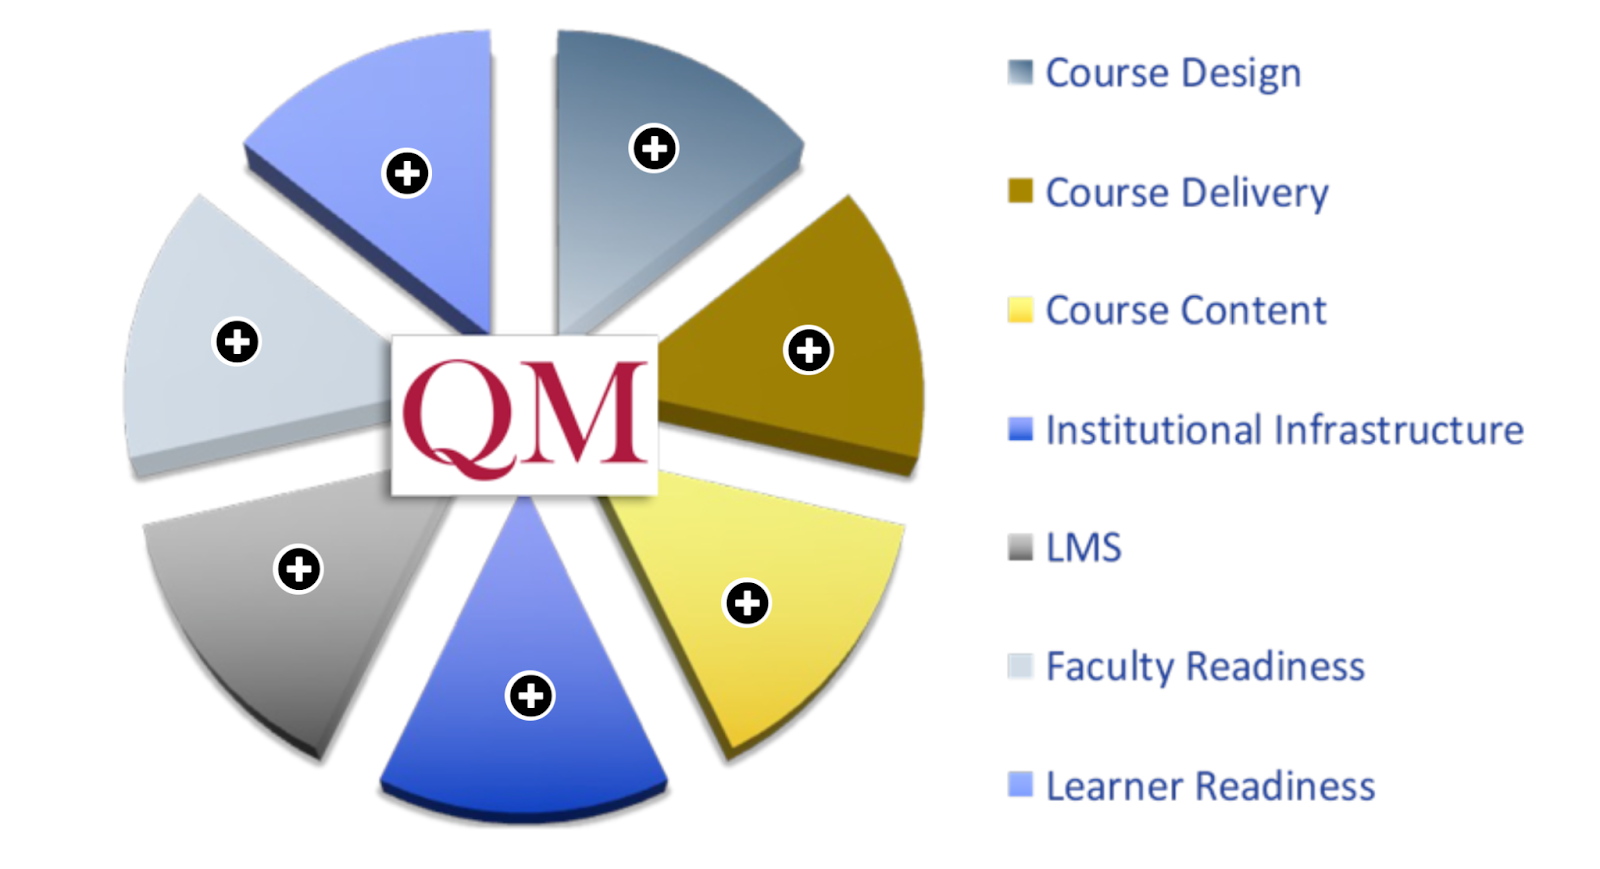 QM
Course Design
Course Delivery
Course Content
Institutional Infrastructure
LMS
Faculty Readiness
Learner Readiness